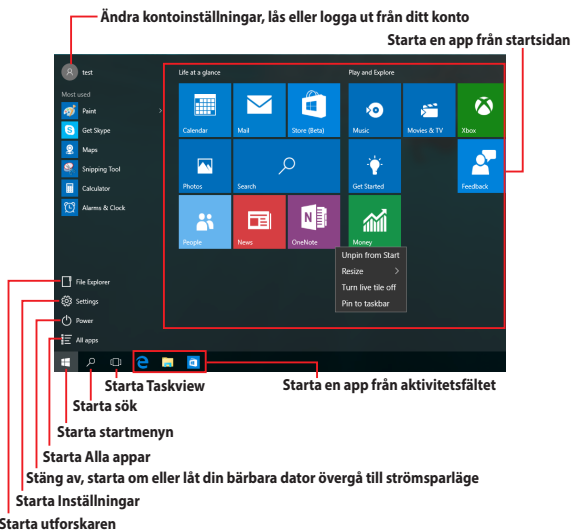 Ändra kontoinställningar, lås eller logga ut från ditt konto
Starta en app från startsidan
test
Most used
Paint
Get Skype
Maps
Snipping Tool
Calculator
Alarms & Clock
File Explorer
Settings
Power
All apps
Life at a glance
Play and Explore
Calendar
Mail
Store (Beta)
Music
Movies & TV
Xbox
Photos
Search
Get Started
Feedback
People
News
OneNote
Money
Unpin from Start
Resize
Turn live tile off
Pin to taskbar
Starta Taskview
Starta en app från aktivitetsfältet
Starta sök
Starta startmenyn
Starta Alla appar
Stäng av, starta om eller låt din bärbara dator övergå till strömsparläge
Starta Inställningar
Starta utforskaren